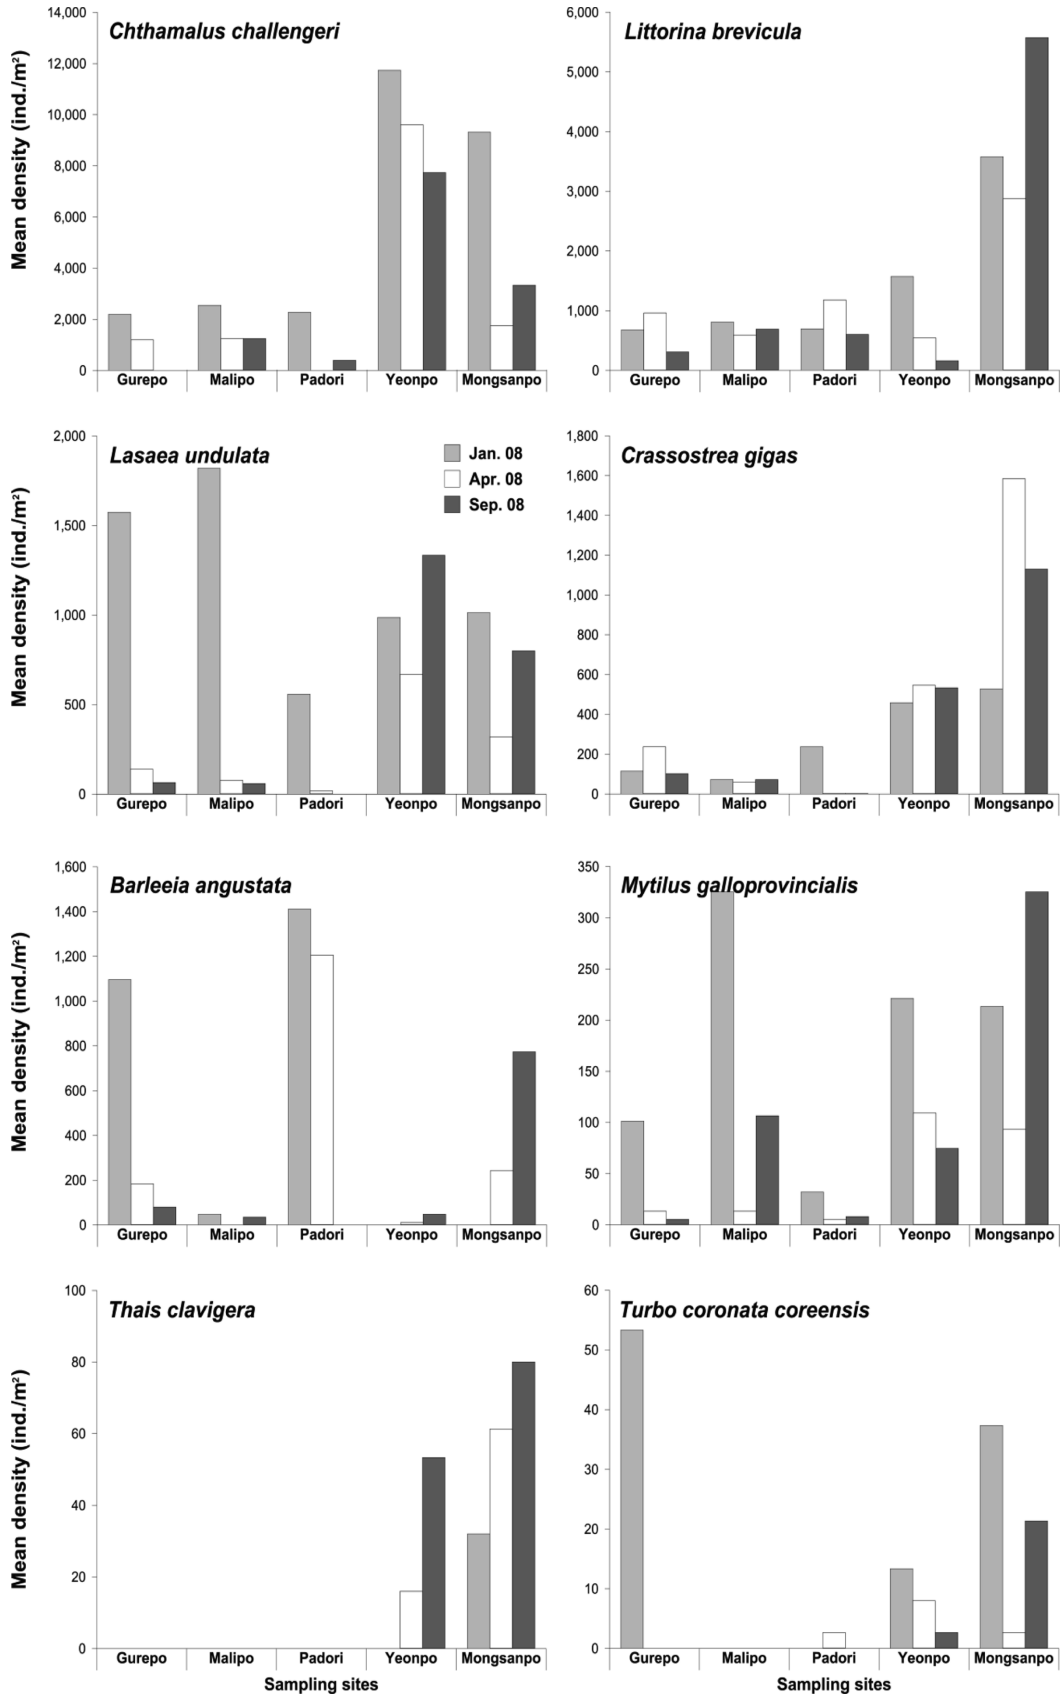 Chthamalus challengeri
Mean density (ind./m²)
14,000
12,000
10,000
8,000
6,000
4,000
2,000
0
Gurepo Malipo Padori Yeonpo Mongsanpo
Littorina brevicula
6,000
5,000
4,000
3,000
2,000
1,000
0
Gurepo Malipo Padori Yeonpo Mongsanpo
Lasaea undulata
Mean density (ind./m²)
2,000
1,500
1,000
500
0
Jan. 08
Apr. 08
Sep. 08
Gurepo Malipo Padori Yeonpo Mongsanpo
Crassostrea gigas
1,800
1,600
1,400
1,200
1,000
800
600
400
200
0
Gurepo Malipo Padori Yeonpo Mongsanpo
Barleeia angustata
Mean density (ind./m²)
1,600
1,400
1,200
1,000
800
600
400
200
0
Gurepo Malipo Padori Yeonpo Mongsanpo
Mytilus galloprovincialis
350
300
250
200
150
100
50
0
Gurepo Malipo Padori Yeonpo Mongsanpo
Thais clavigera
Mean density (ind./m²)
100
80
60
40
20
0
Gurepo Malipo Padori Yeonpo Mongsanpo
Sampling sites
Turbo coronata coreensis
60
50
40
30
20
10
0
Gurepo Malipo Padori Yeonpo Mongsanpo
Sampling sites